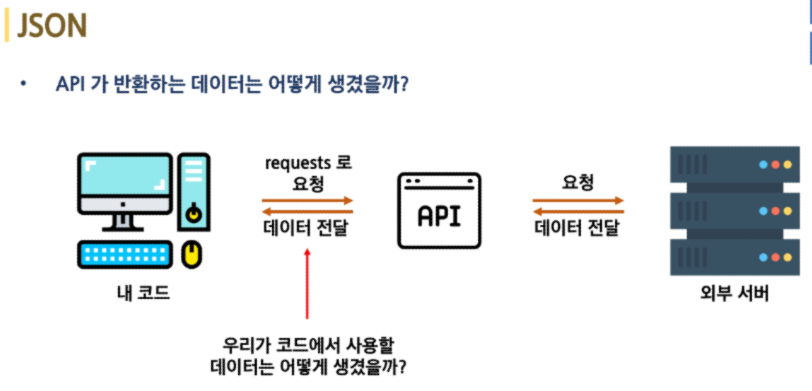 JSON
• API 가 반환하는 데이터는 어떻게 생겼을까?
requests 로
요청
데이터 전달
API
요청
데이터 전달
내 코드
외부 서버
우리가 코드에서 사용할
데이터는 어떻게 생겼을까?